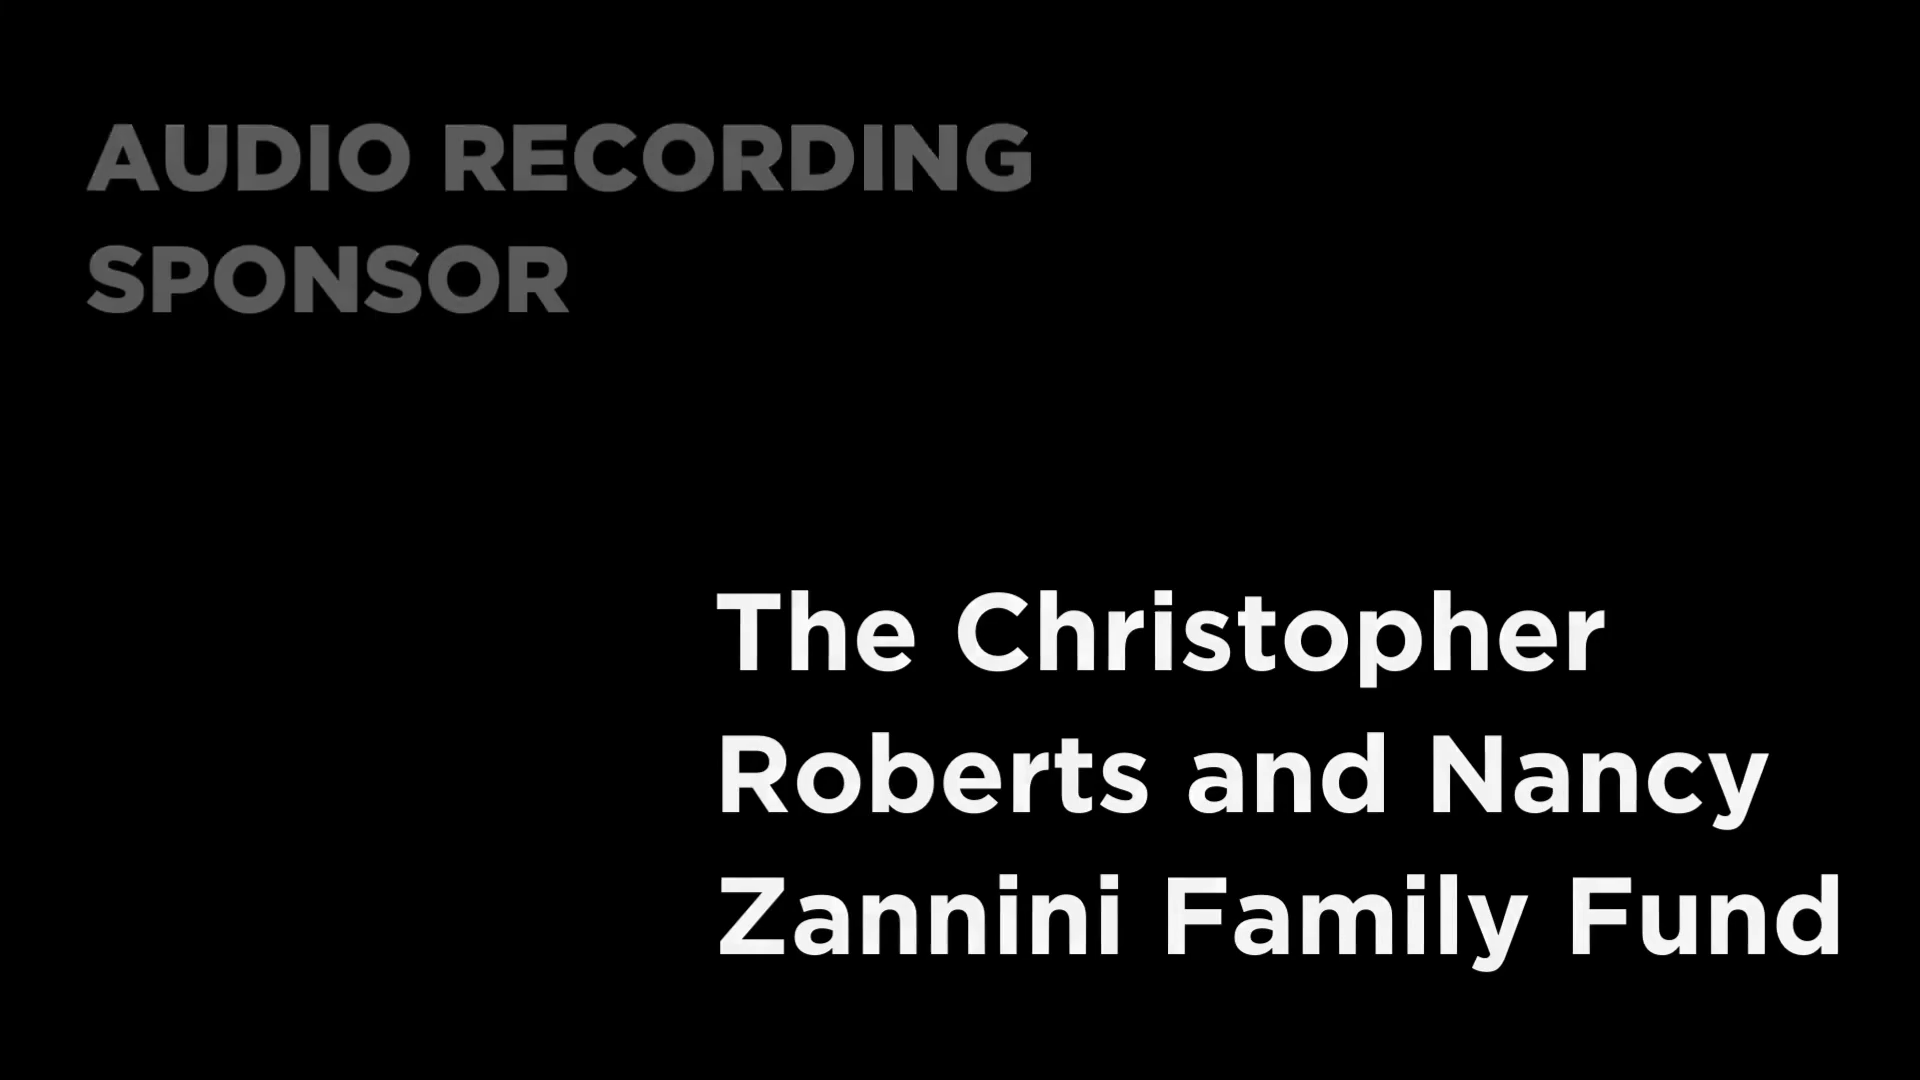 AUDIO RECORDING
SPONSOR
The Christopher
Roberts and Nancy
Zannini Family Fund